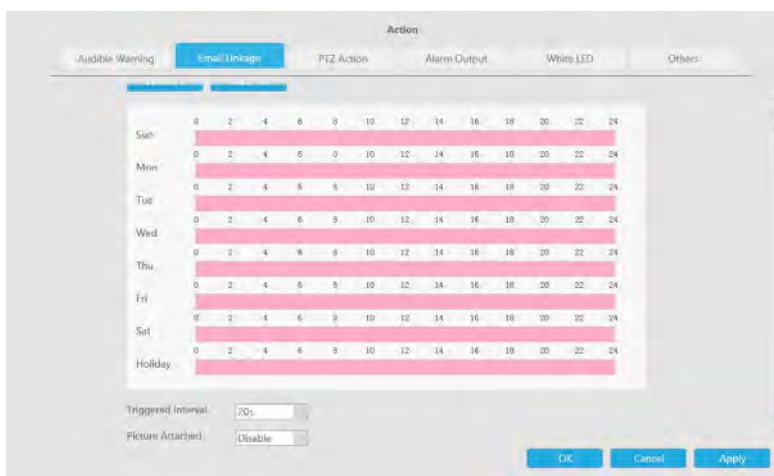 Action
Audible Warning Email Linkage PTZ Action Alarm Output White LED Others
0 2 4 6 8 10 12 14 16 18 20 22 24
Sun
0 2 4 6 8 10 12 14 16 18 20 22 24
Mon
0 2 4 6 8 10 12 14 16 18 20 22 24
Tue
0 2 4 6 8 10 12 14 16 18 20 22 24
Wed
0 2 4 6 8 10 12 14 16 18 20 22 24
Thu
0 2 4 6 8 10 12 14 16 18 20 22 24
Fri
0 2 4 6 8 10 12 14 16 18 20 22 24
Sat
0 2 4 6 8 10 12 14 16 18 20 22 24
Holiday
Triggered Interval 20s
Picture Attached Disable
OK Cancel Apply